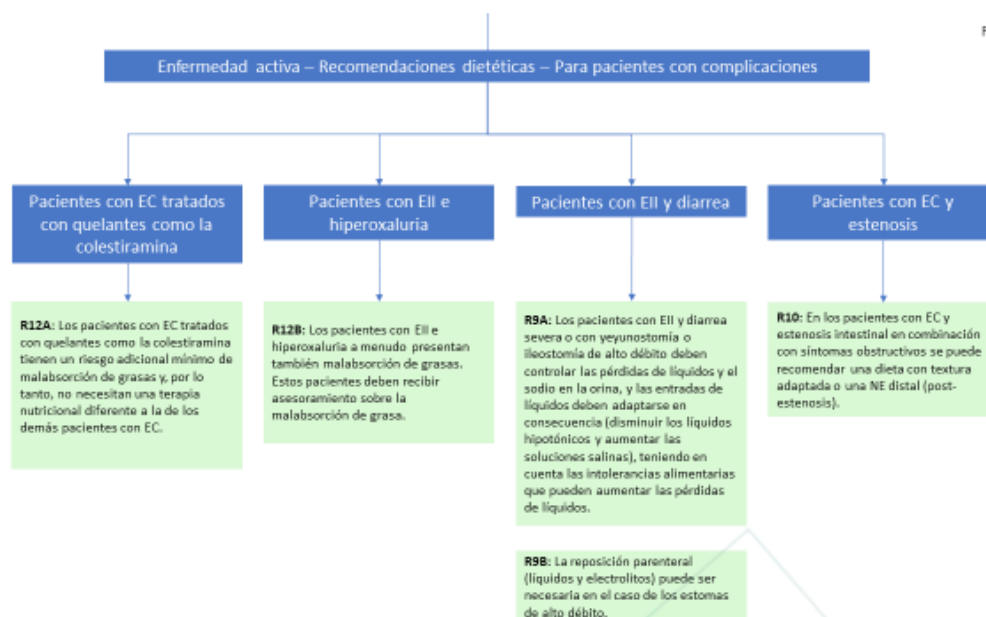 Enfermedad activa – Recomendaciones dietéticas – Para pacientes con complicaciones
Pacientes con EC tratados
con quelantes como la
colestiramina
R12A: Los pacientes con EC tratados
con quelantes como la colestiramina
tienen un riesgo adicional mínimo de
malabsorción de grasas y, por lo
tanto, no necesitan una terapia
nutricional diferente a la de los
demás pacientes con EC.
Pacientes con EII e
hiperoxaluria
R12B: Los pacientes con EII e
hiperoxaluria a menudo presentan
también malabsorción de grasas.
Estos pacientes deben recibir
asesoramiento sobre la
malabsorción de grasa.
Pacientes con EII y diarrea
R9A: Los pacientes con EII y diarrea
severa o con yeyunostomía o
ileostomía de alto débito deben
controlar las pérdidas de líquidos y el
sodio en la orina, y las entradas de
líquidos deben adaptarse en
consecuencia (disminuir los líquidos
hipotónicos y aumentar las
soluciones salinas), teniendo en
cuenta las intolerancias alimentarias
que pueden aumentar las pérdidas
de líquidos.
R9B: La reposición parenteral
(líquidos y electrolitos) puede ser
necesaria en el caso de los estomas
de alto débito.
Pacientes con EC y
estenosis
R10: En los pacientes con EC y
estenosis intestinal en combinación
con síntomas obstructivos se puede
recomendar una dieta con textura
adaptada o una NE distal (post-
estenosis).